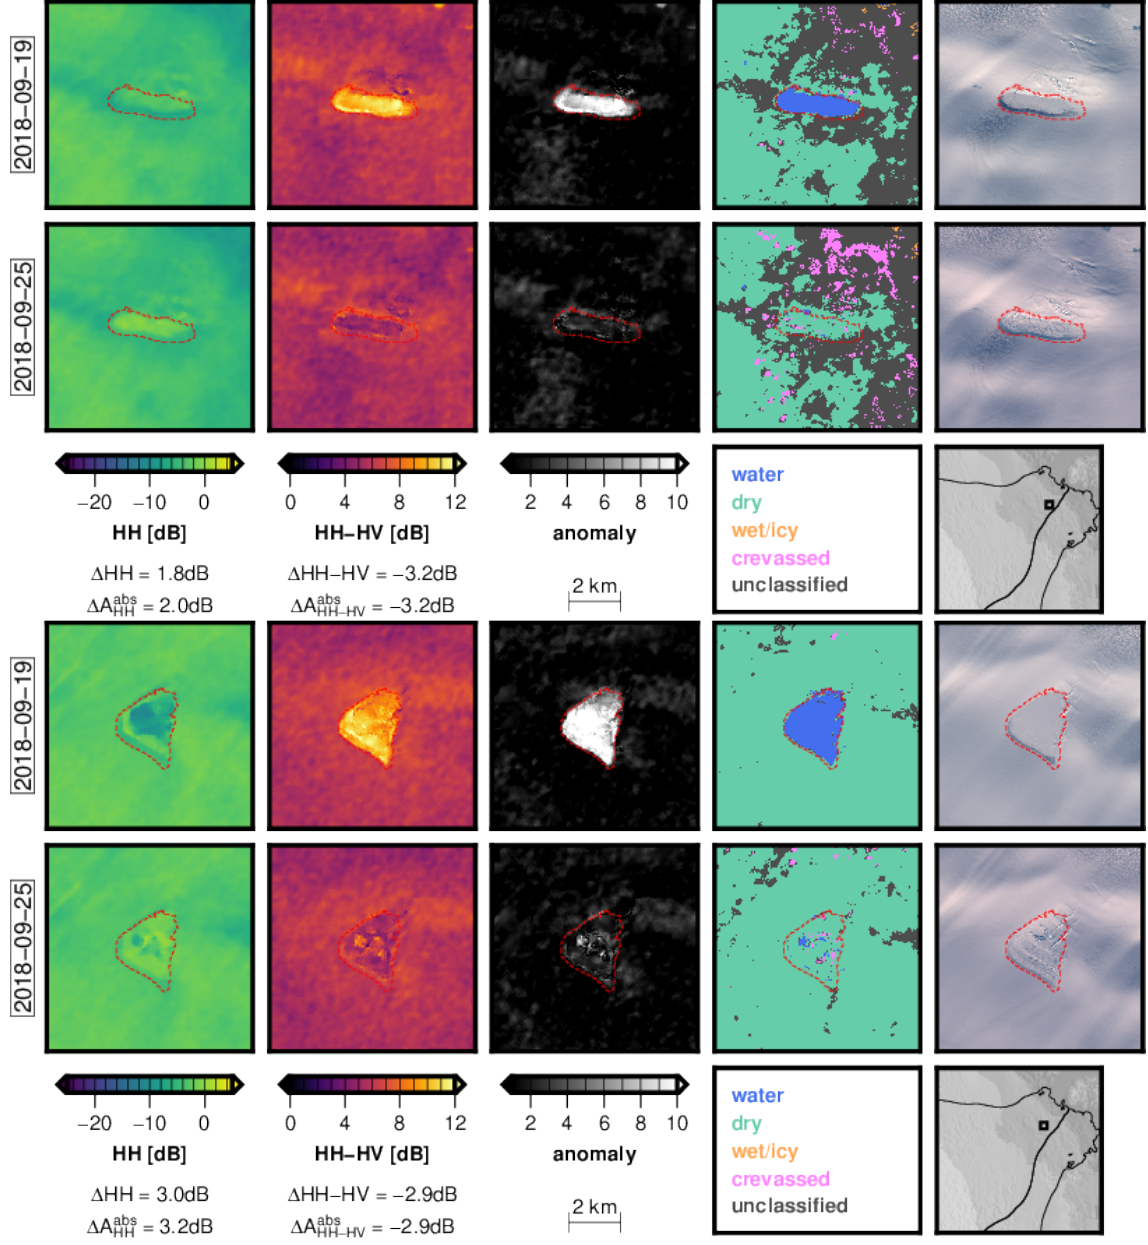 2018−09−19
2018−09−25
−20 −10 0
HH [dB]
ΔHH = 1.8dB
ΔA^abs_HH = 2.0dB
0 4 8 12
HH−HV [dB]
ΔHH−HV = −3.2dB
ΔA^abs_HH−HV = −3.2dB
2 4 6 8 10
anomaly
2 km
water
dry
wet/icy
crevassed
unclassified
2018−09−19
2018−09−25
−20 −10 0
HH [dB]
ΔHH = 3.0dB
ΔA^abs_HH = 3.2dB
0 4 8 12
HH−HV [dB]
ΔHH−HV = −2.9dB
ΔA^abs_HH−HV = −2.9dB
2 4 6 8 10
anomaly
2 km
water
dry
wet/icy
crevassed
unclassified